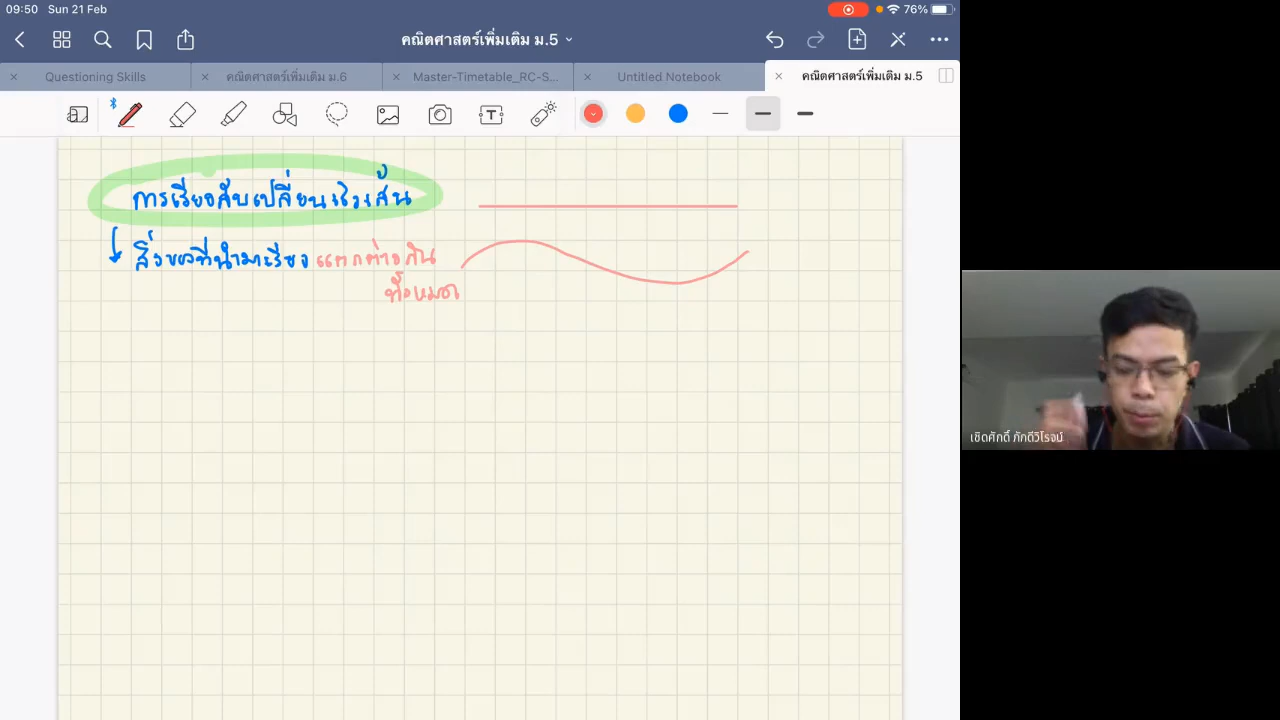 09:50 Sun 21 Feb 76%
คณิตศาสตร์เพิ่มเติม ม.5
Questioning Skills คณิตศาสตร์เพิ่มเติม ม.6 Master-Timetable_RC-S... Untitled Notebook คณิตศาสตร์เพิ่มเติม ม.5
การเรียงสับเปลี่ยนเชิงเส้น
สิ่งของที่นำมาเรียง แตกต่างกัน
ทั้งหมด
เชิดศักดิ์ ภักดีวิโรจน์